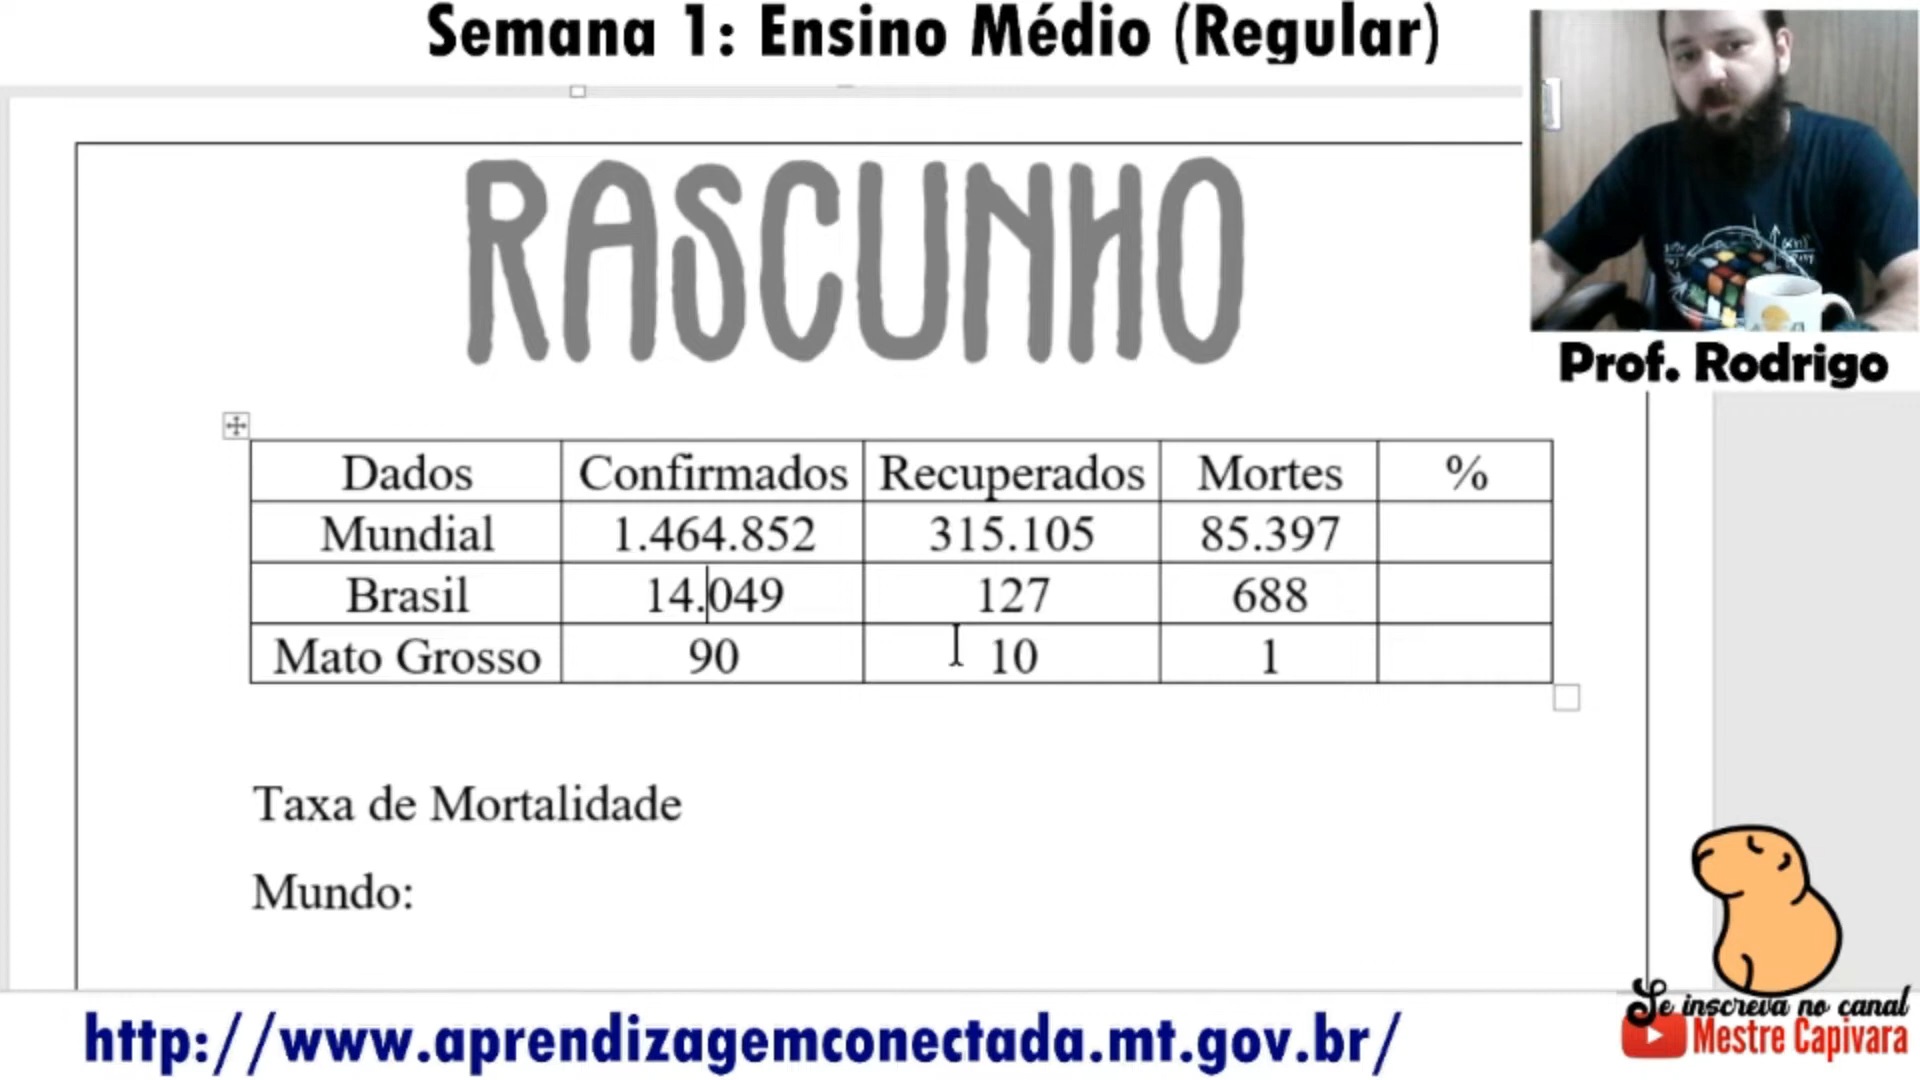 Semana 1: Ensino Médio (Regular)
RASCUNHO
Prof. Rodrigo
Dados Confirmados Recuperados Mortes %
Mundial 1.464.852 315.105 85.397
Brasil 14.049 127 688
Mato Grosso 90 10 1
Taxa de Mortalidade
Mundo:
Se inscreva no canal
Mestre Capivara
http://www.aprendizagemconectada.mt.gov.br/